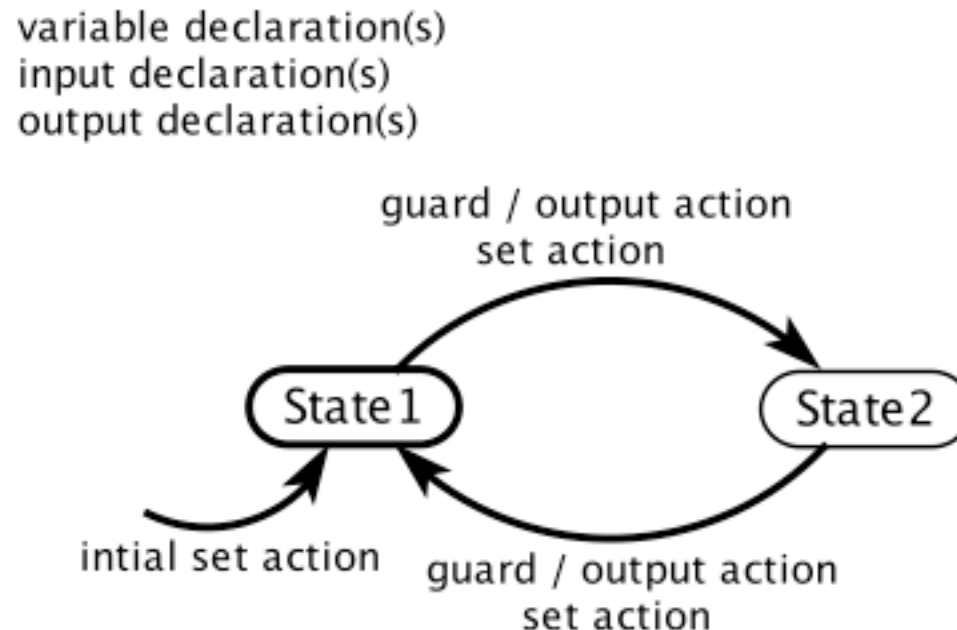 variable declaration(s)
input declaration(s)
output declaration(s)
guard / output action
set action
State1
State2
intial set action
guard / output action
set action